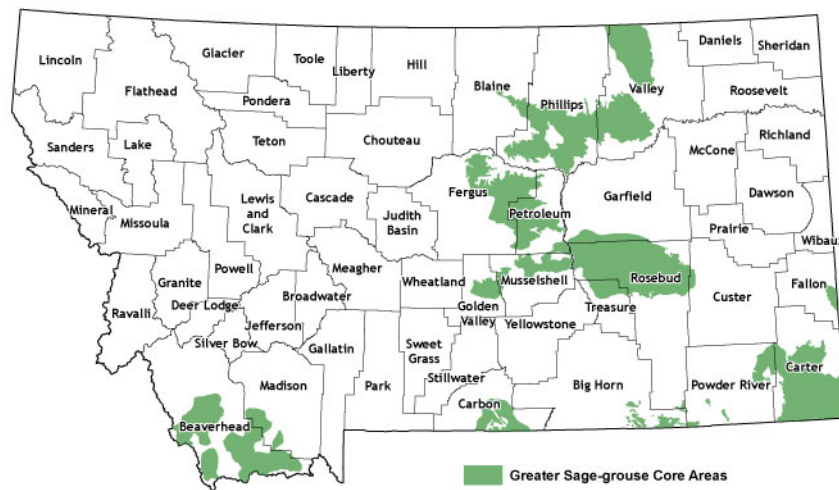 Lincoln
Flathead
Glacier
Toole
Liberty
Hill
Blaine
Phillips
Valley
Daniels
Sheridan
Roosevelt
Pondera
Teton
Chouteau
Sanders
Lake
Mineral
Missoula
Lewis
and
Clark
Cascade
Judith
Basin
Fergus
Petroleum
Garfield
McCone
Richland
Dawson
Prairie
Wibaux
Powell
Granite
Deer Lodge
Ravalli
Silver Bow
Jefferson
Broadwater
Meagher
Wheatland
Golden
Valley
Musselshell
Rosebud
Treasure
Custer
Fallon
Yellowstone
Sweet
Grass
Stillwater
Gallatin
Park
Madison
Beaverhead
Carbon
Big Horn
Powder River
Carter
Greater Sage-grouse Core Areas